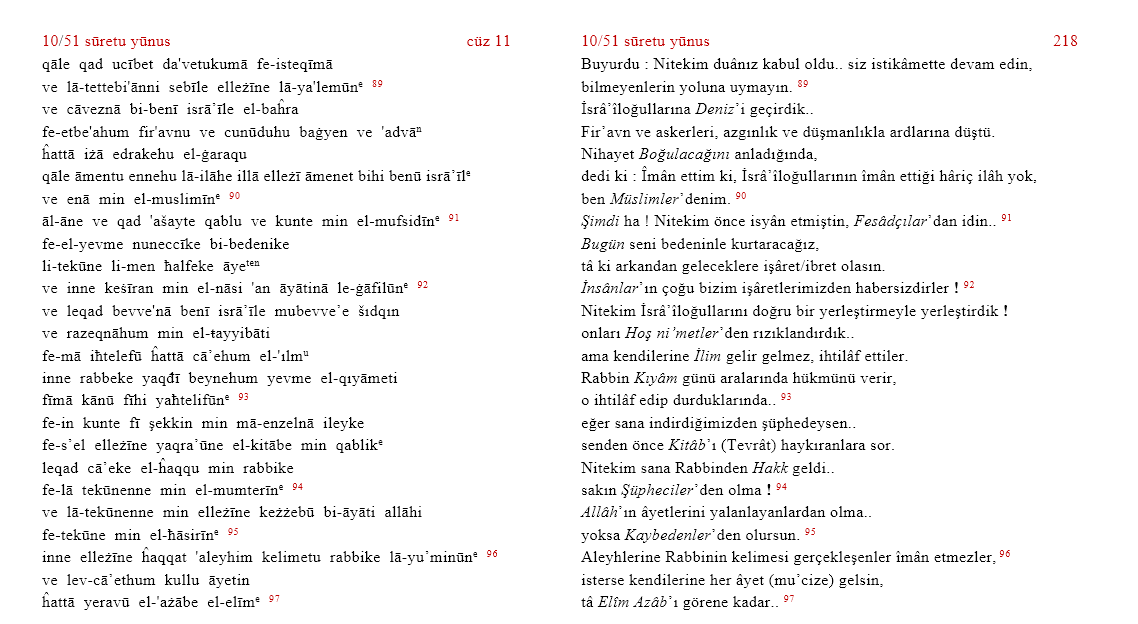 10/51 sūretu yūnus cüz 11
qāle qad ucībet da'vetukumā fe-isteqīmā
ve lā-tettebi'ānni sebīle elleżīne lā-ya'lemūnᵉ 89
ve cāveznā bi-benī isrā’īle el-baĥra
fe-etbe'ahum fir'avnu ve cunūduhu baġyen ve 'advāⁿ
ĥattā iżā edrakehu el-ġaraqu
qāle āmentu ennehu lā-ilāhe illā elleżī āmenet bihi benū isrā’īlᵉ
ve enā min el-muslimīnᵉ 90
āl-āne ve qad 'aṡayte qablu ve kunte min el-mufsidīnᵉ 91
fe-el-yevme nuneccīke bi-bedenike
li-tekūne li-men ħalfeke āyeᵗᵉⁿ
ve inne keśīran min el-nāsi 'an āyātinā le-ġāfilūnᵉ 92
ve leqad bevve'nā benī isrā’īle mubevve’e ṡıdqın
ve razeqnāhum min el-ŧayyibāti
fe-mā iħtelefū ĥattā cā’ehum el-'ılmᵘ
inne rabbeke yaqđī beynehum yevme el-qıyāmeti
fīmā kānū fīhi yaħtelifūnᵉ 93
fe-in kunte fī şekkin min mā-enzelnā ileyke
fe-s’el elleżīne yaqra’ūne el-kitābe min qablikᵉ
leqad cā’eke el-ĥaqqu min rabbike
fe-lā tekūnenne min el-mumterīnᵉ 94
ve lā-tekūnenne min elleżīne keżżebū bi-āyāti allāhi
fe-tekūne min el-ħāsirīnᵉ 95
inne elleżīne ĥaqqat 'aleyhim kelimetu rabbike lā-yu’minūnᵉ 96
ve lev-cā’ethum kullu āyetin
ĥattā yeravū el-'ażābe el-elīmᵉ 97
10/51 sūretu yūnus 218
Buyurdu : Nitekim duânız kabul oldu.. siz istikâmette devam edin,
bilmeyenlerin yoluna uymayın. 89
İsrâ’îloğullarına Deniz’i geçirdik..
Fir’avn ve askerleri, azgınlık ve düşmanlıkla ardlarına düştü.
Nihayet Boğulacağını anladığında,
dedi ki : Îmân ettim ki, İsrâ’îloğullarının îmân ettiği hâriç ilâh yok,
ben Müslimler’denim. 90
Şimdi ha ! Nitekim önce isyân etmiştin, Fesâdçılar’dan idin.. 91
Bugün seni bedeninle kurtaracağız,
tâ ki arkandan geleceklere işâret/ibret olasın.
İnsânlar’ın çoğu bizim işâretlerimizden habersizdirler ! 92
Nitekim İsrâ’îloğullarını doğru bir yerleştirmeyle yerleştirdik !
onları Hoş ni’metler’den rızıklandırdık..
ama kendilerine İlim gelir gelmez, ihtilâf ettiler.
Rabbin Kıyâm günü aralarında hükmünü verir,
o ihtilâf edip durduklarında.. 93
eğer sana indirdiğimizden şüphedeysen..
senden önce Kitâb’ı (Tevrât) haykıranlara sor.
Nitekim sana Rabbinden Hakk geldi..
sakın Şüpheciler’den olma ! 94
Allâh’ın âyetlerini yalanlayanlardan olma..
yoksa Kaybedenler’den olursun. 95
Aleyhlerine Rabbinin kelimesi gerçekleşenler îmân etmezler, 96
isterse kendilerine her âyet (mu’cize) gelsin,
tâ Elîm Azâb’ı görene kadar.. 97